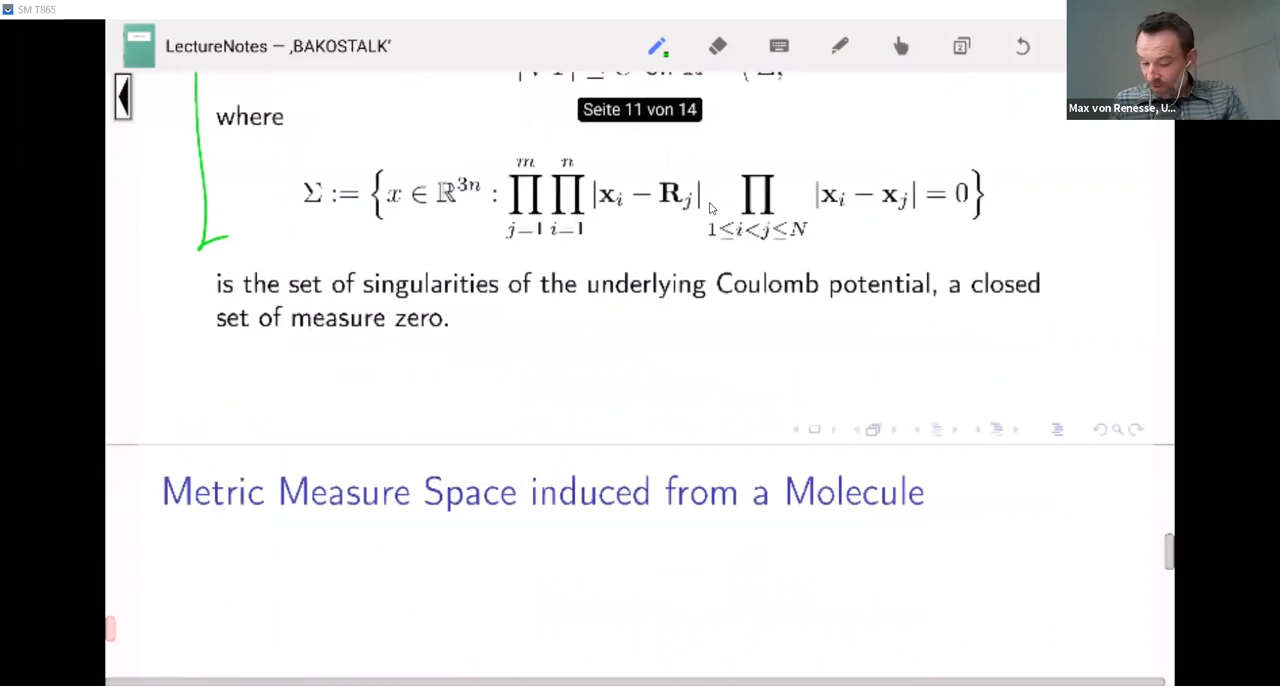 SM T865
LectureNotes – ‚BAKOSTALK'
Seite 11 von 14
Max von Renesse, U...
where
Σ := { x ∈ ℝ³ⁿ : ∏_{j=1}^{m} ∏_{i=1}^{n} |x_i − R_j| ∏_{1≤i<j≤N} |x_i − x_j| = 0 }
is the set of singularities of the underlying Coulomb potential, a closed
set of measure zero.
Metric Measure Space induced from a Molecule